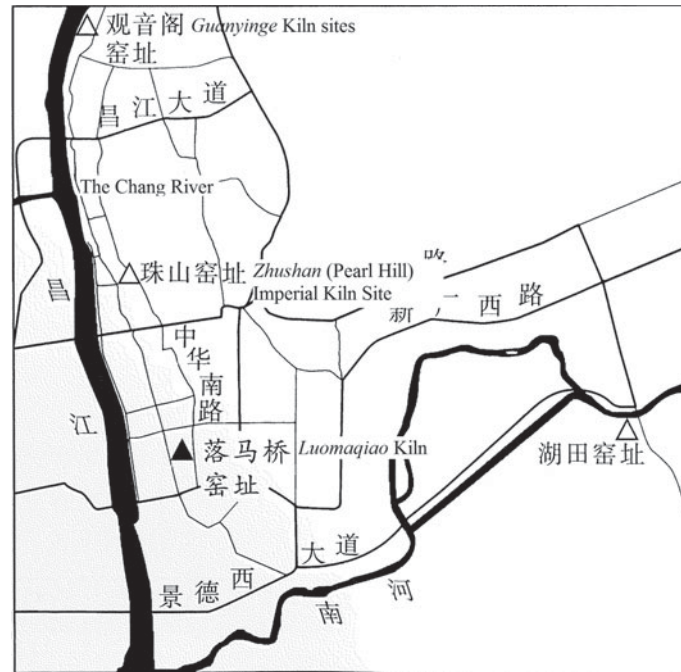 观音阁 Guanyinge Kiln sites
窑址
昌江大道
The Chang River
珠山窑址 Zhushan (Pearl Hill)
Imperial Kiln Site
昌江
新厂西路
中华南路
落马桥 Luomaqiao Kiln
窑址
湖田窑址
景德西大道
南河